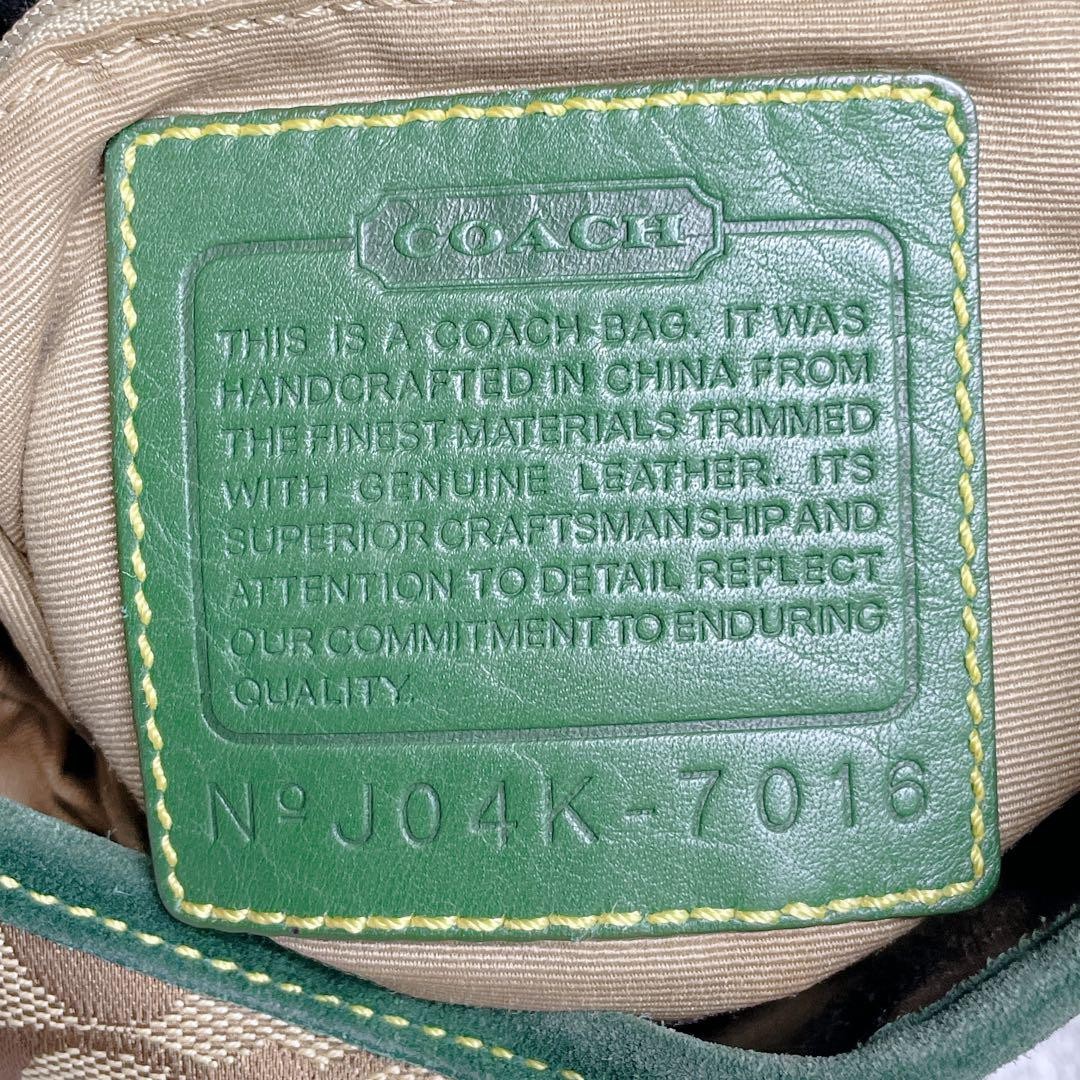 COACH
THIS IS A COACH BAG. IT WAS
HANDCRAFTED IN CHINA FROM
THE FINEST MATERIALS TRIMMED
WITH GENUINE LEATHER. ITS
SUPERIOR CRAFTSMANSHIP AND
ATTENTION TO DETAIL REFLECT
OUR COMMITMENT TO ENDURING
QUALITY.
Nº J04K-7016